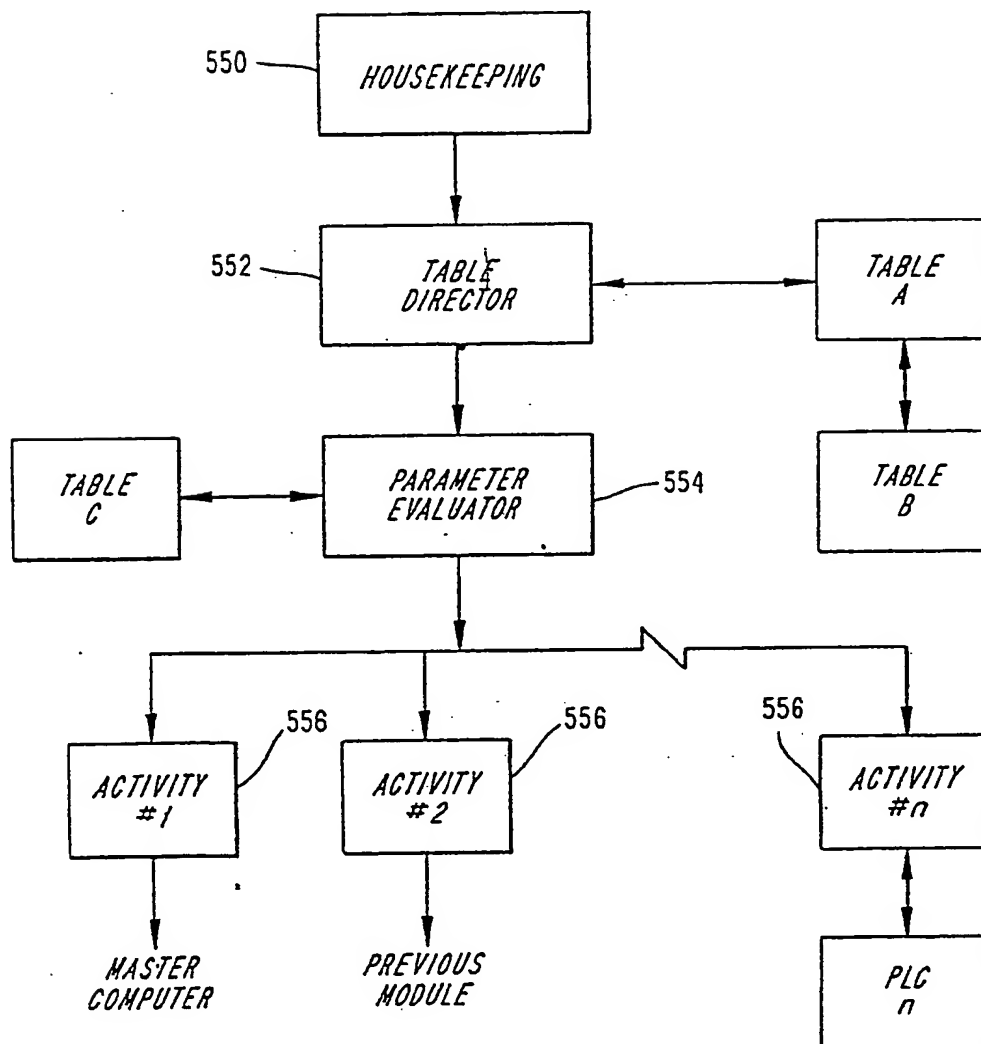 550
HOUSEKEEPING
552
TABLE
DIRECTOR
TABLE
A
TABLE
C
PARAMETER
EVALUATOR
554
TABLE
B
556
556
556
ACTIVITY
#1
ACTIVITY
#2
ACTIVITY
#n
MASTER
COMPUTER
PREVIOUS
MODULE
PLC
n